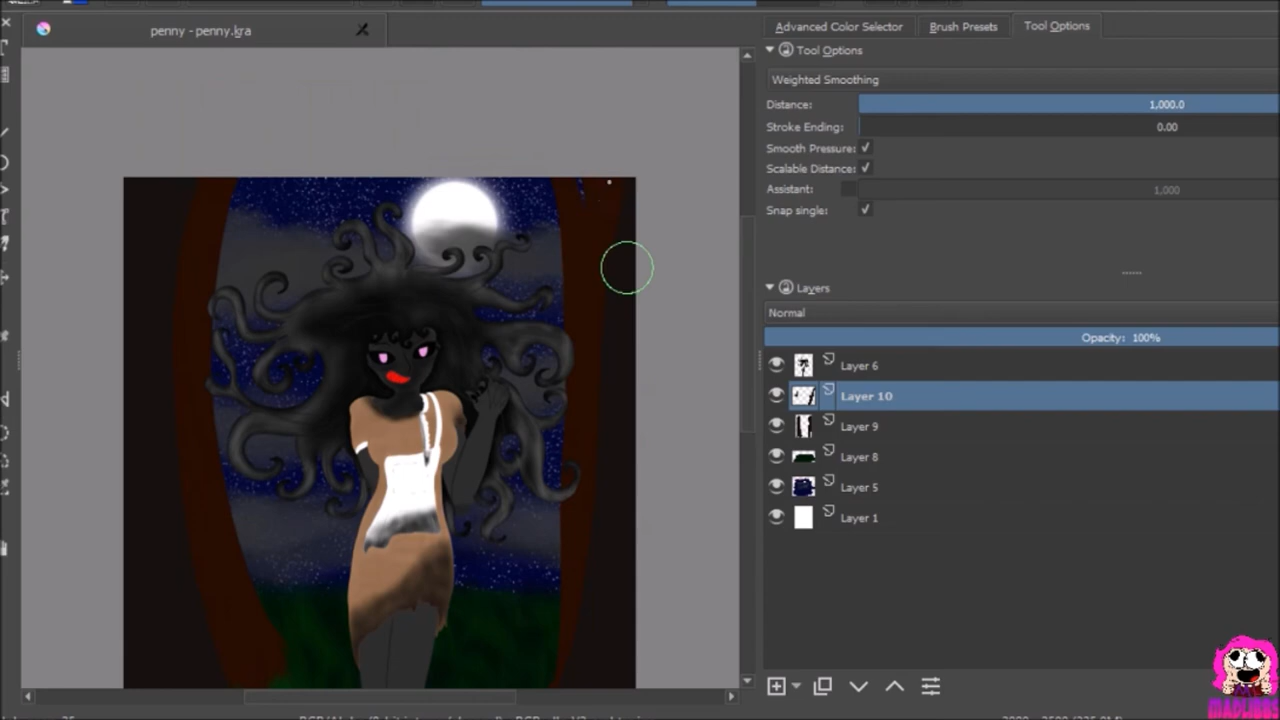 penny - penny.kra
Advanced Color Selector
Brush Presets
Tool Options
Tool Options
Weighted Smoothing
Distance: 1,000.0
Stroke Ending: 0.00
Smooth Pressure:
Scalable Distance:
Assistant: 1,000
Snap single:
Layers
Normal
Opacity: 100%
Layer 6
Layer 10
Layer 9
Layer 8
Layer 5
Layer 1
MADLIBBS